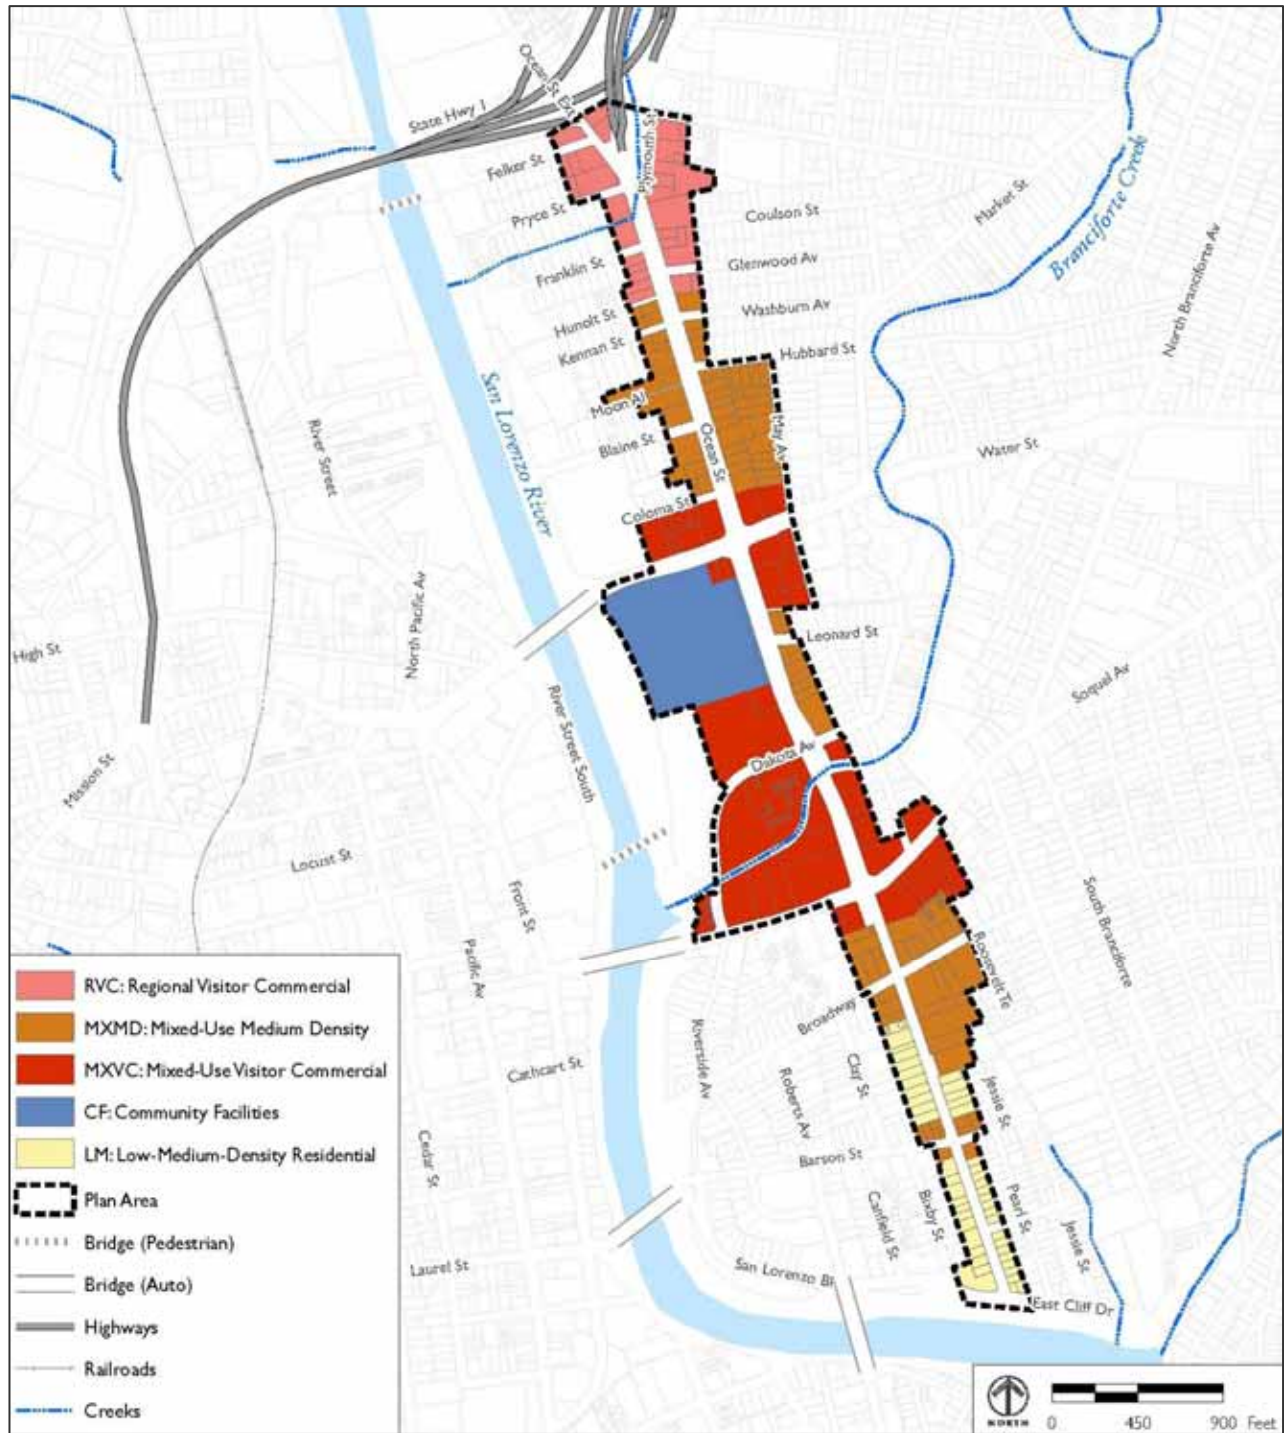 Ocean St. Ext
State Hwy 1
Plymouth St
Felker St
Pryce St
Coulson St
Market St
Branciforte Creek
North Branciforte Av
Franklin St
Glenwood Av
Hunolt St
Washburn Av
Kennan St
Hubbard St
San Lorenzo River
Moon Al
May Av
River Street
Blaine St
Ocean St
Water St
Coloma St
North Pacific Av
High St
Leonard St
Soquel Av
River Street South
Mission St
Dakota Av
Locust St
Front St
South Branciforte
Pacific Av
Roosevelt Te
Broadway
Riverside Av
Cathcart St
Clay St
Roberts Av
Jessie St
Cedar St
Barson St
Canfield St
Bixby St
Pearl St
Jessie St
Laurel St
San Lorenzo Bl
East Cliff Dr
RVC: Regional Visitor Commercial
MXMD: Mixed-Use Medium Density
MXVC: Mixed-Use Visitor Commercial
CF: Community Facilities
LM: Low-Medium-Density Residential
Plan Area
Bridge (Pedestrian)
Bridge (Auto)
Highways
Railroads
Creeks
NORTH
0 450 900 Feet